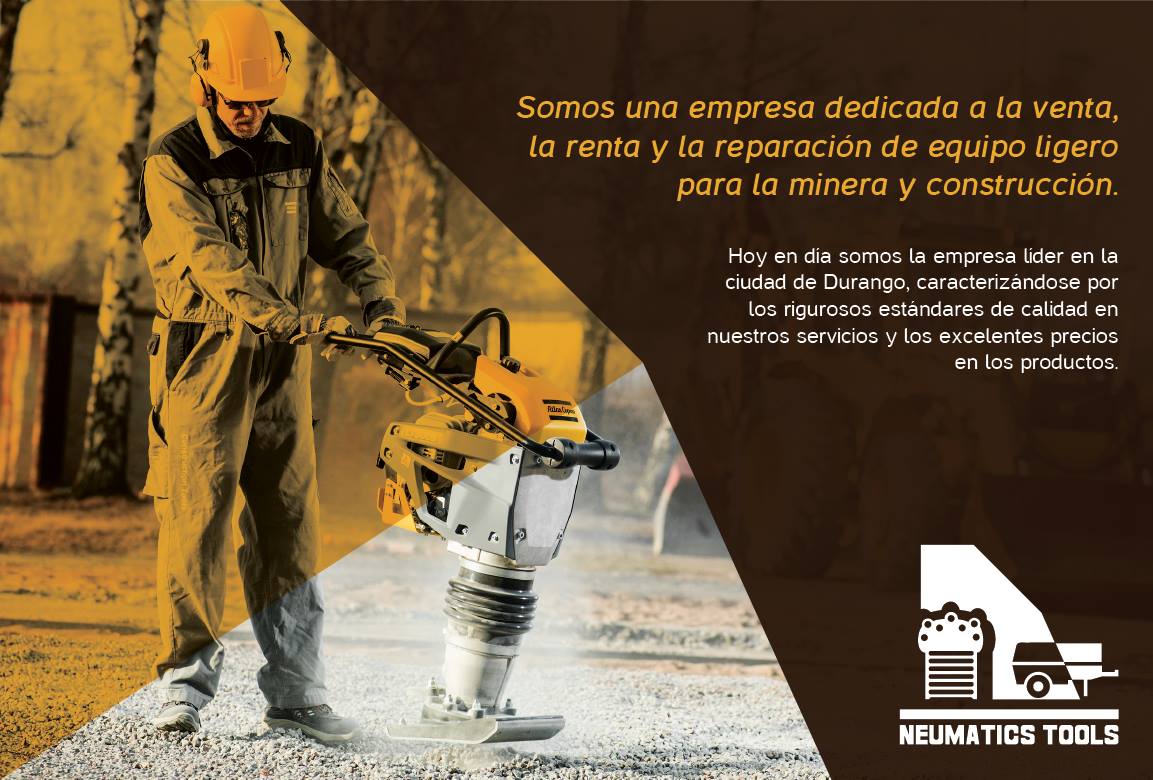 Somos una empresa dedicada a la venta,
la renta y la reparación de equipo ligero
para la minera y construcción.
Hoy en día somos la empresa líder en la
ciudad de Durango, caracterizándose por
los rigurosos estándares de calidad en
nuestros servicios y los excelentes precios
en los productos.
Atlas Copco
NEUMATICS TOOLS